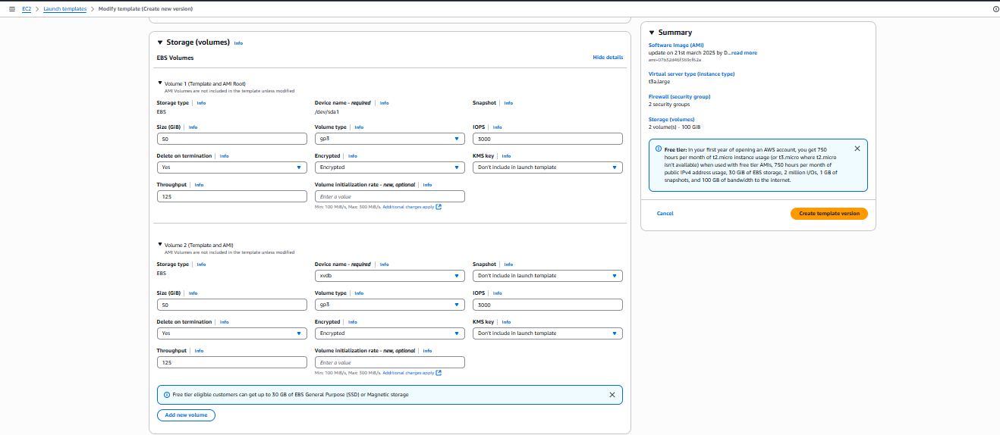 EC2 > Launch templates > Modify template (Create new version)
Storage (volumes) Info
EBS Volumes Hide details
Volume 1 (Template and AMI Root)
AMI Volumes are not included in the template unless modified
Storage type Info Device name - required Info Snapshot Info
EBS /dev/sda1
Size (GiB) Info Volume type Info IOPS Info
50 gp3 3000
Delete on termination Info Encrypted Info KMS key Info
Yes Encrypted Don't include in launch template
Throughput Info Volume initialization rate - new, optional Info
125 Enter a value
Min: 100 MiB/s, Max: 300 MiB/s. Additional charges apply
Volume 2 (Template and AMI)
AMI Volumes are not included in the template unless modified
Storage type Info Device name - required Info Snapshot Info
EBS xvdb Don't include in launch template
Size (GiB) Info Volume type Info IOPS Info
50 gp3 3000
Delete on termination Info Encrypted Info KMS key Info
Yes Encrypted Don't include in launch template
Throughput Info Volume initialization rate - new, optional Info
125 Enter a value
Min: 100 MiB/s, Max: 300 MiB/s. Additional charges apply
Free tier eligible customers can get up to 30 GB of EBS General Purpose (SSD) or Magnetic storage
Add new volume
Summary
Software Image (AMI)
update on 21st march 2025 by D...read more
Virtual server type (instance type)
t3a.large
Firewall (security group)
2 security groups
Storage (volumes)
2 volume(s) - 100 GiB
Free tier: In your first year of opening an AWS account, you get 750
hours per month of t2.micro instance usage (or t3.micro where t2.micro
isn't available) when used with free tier AMIs, 750 hours per month of
public IPv4 address usage, 30 GiB of EBS storage, 2 million I/Os, 1 GB of
snapshots, and 100 GB of bandwidth to the internet.
Cancel Create template version